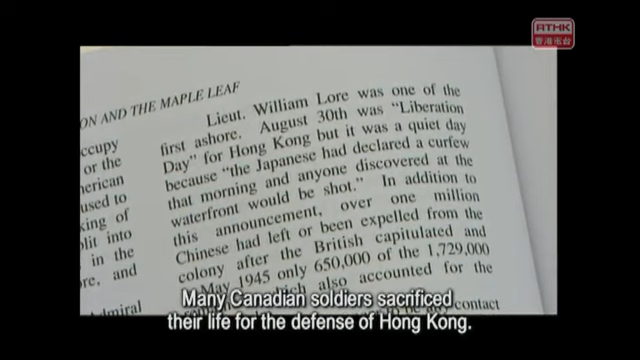 RTHK
香港電台
ON AND THE MAPLE LEAF
ccupy
or the
nerican
used to
king of
lit into
in the
re, and
dmiral
Lieut. William Lore was one of the
first ashore. August 30th was "Liberation
Day" for Hong Kong but it was a quiet day
because "the Japanese had declared a curfew
that morning and anyone discovered at the
waterfront would be shot." In addition to
this announcement, over one million
Chinese had left or been expelled from the
colony after the British capitulated and
May 1945 only 650,000 of the 1,729,000
which also accounted for the
contact
Many Canadian soldiers sacrificed
their life for the defense of Hong Kong.